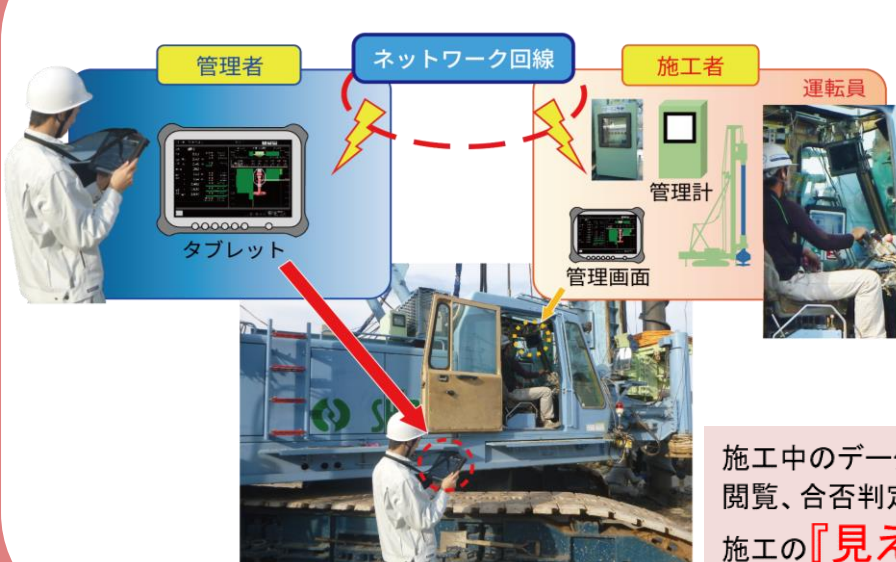 管理者
ネットワーク回線
施工者
運転員
タブレット
管理計
管理画面
施工中のデー
閲覧、合否判定
施工の『見え